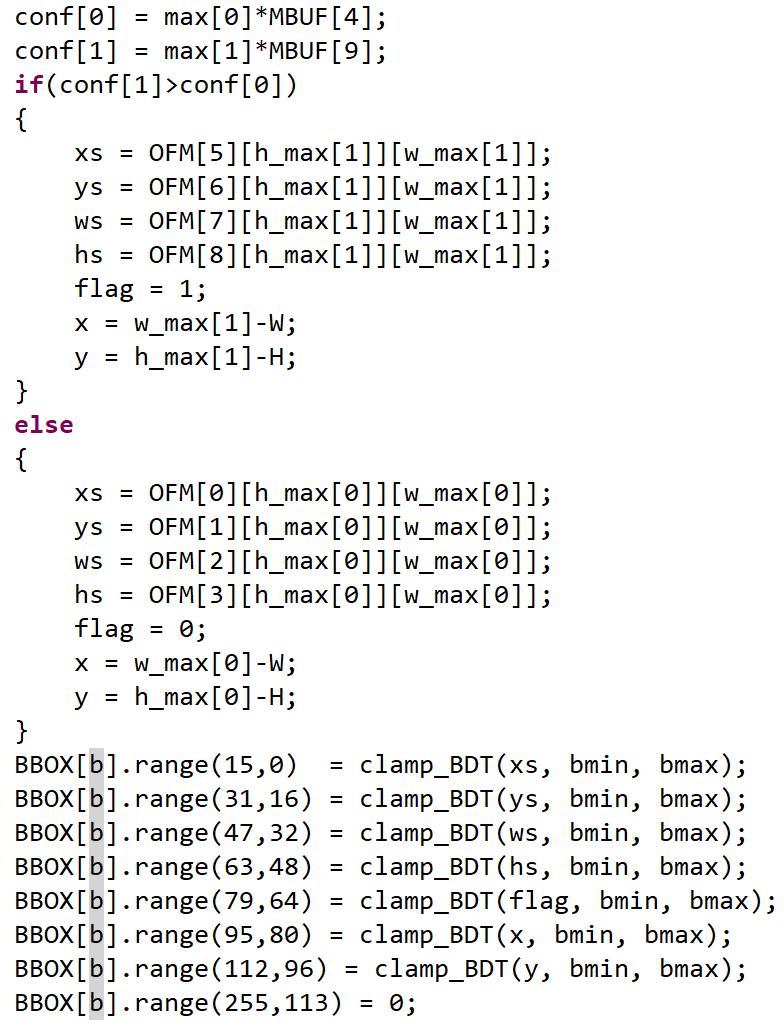 conf[0] = max[0]*MBUF[4];
conf[1] = max[1]*MBUF[9];
if(conf[1]>conf[0])
{
    xs = OFM[5][h_max[1]][w_max[1]];
    ys = OFM[6][h_max[1]][w_max[1]];
    ws = OFM[7][h_max[1]][w_max[1]];
    hs = OFM[8][h_max[1]][w_max[1]];
    flag = 1;
    x = w_max[1]-W;
    y = h_max[1]-H;
}
else
{
    xs = OFM[0][h_max[0]][w_max[0]];
    ys = OFM[1][h_max[0]][w_max[0]];
    ws = OFM[2][h_max[0]][w_max[0]];
    hs = OFM[3][h_max[0]][w_max[0]];
    flag = 0;
    x = w_max[0]-W;
    y = h_max[0]-H;
}
BBOX[b].range(15,0)  = clamp_BDT(xs, bmin, bmax);
BBOX[b].range(31,16) = clamp_BDT(ys, bmin, bmax);
BBOX[b].range(47,32) = clamp_BDT(ws, bmin, bmax);
BBOX[b].range(63,48) = clamp_BDT(hs, bmin, bmax);
BBOX[b].range(79,64) = clamp_BDT(flag, bmin, bmax);
BBOX[b].range(95,80) = clamp_BDT(x, bmin, bmax);
BBOX[b].range(112,96) = clamp_BDT(y, bmin, bmax);
BBOX[b].range(255,113) = 0;